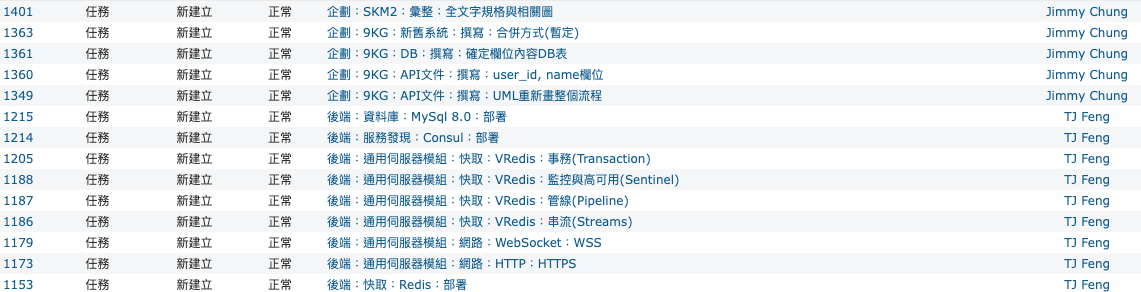 1401 任務 新建立 正常 企劃：SKM2：彙整：全文字規格與相關圖 Jimmy Chung
1363 任務 新建立 正常 企劃：9KG：新舊系統：撰寫：合併方式(暫定) Jimmy Chung
1361 任務 新建立 正常 企劃：9KG：DB：撰寫：確定欄位內容DB表 Jimmy Chung
1360 任務 新建立 正常 企劃：9KG：API文件：撰寫：user_id, name欄位 Jimmy Chung
1349 任務 新建立 正常 企劃：9KG：API文件：撰寫：UML重新畫整個流程 Jimmy Chung
1215 任務 新建立 正常 後端：資料庫：MySql 8.0：部署 TJ Feng
1214 任務 新建立 正常 後端：服務發現：Consul：部署 TJ Feng
1205 任務 新建立 正常 後端：通用伺服器模組：快取：VRedis：事務(Transaction) TJ Feng
1188 任務 新建立 正常 後端：通用伺服器模組：快取：VRedis：監控與高可用(Sentinel) TJ Feng
1187 任務 新建立 正常 後端：通用伺服器模組：快取：VRedis：管線(Pipeline) TJ Feng
1186 任務 新建立 正常 後端：通用伺服器模組：快取：VRedis：串流(Streams) TJ Feng
1179 任務 新建立 正常 後端：通用伺服器模組：網路：WebSocket：WSS TJ Feng
1173 任務 新建立 正常 後端：通用伺服器模組：網路：HTTP：HTTPS TJ Feng
1153 任務 新建立 正常 後端：快取：Redis：部署 TJ Feng